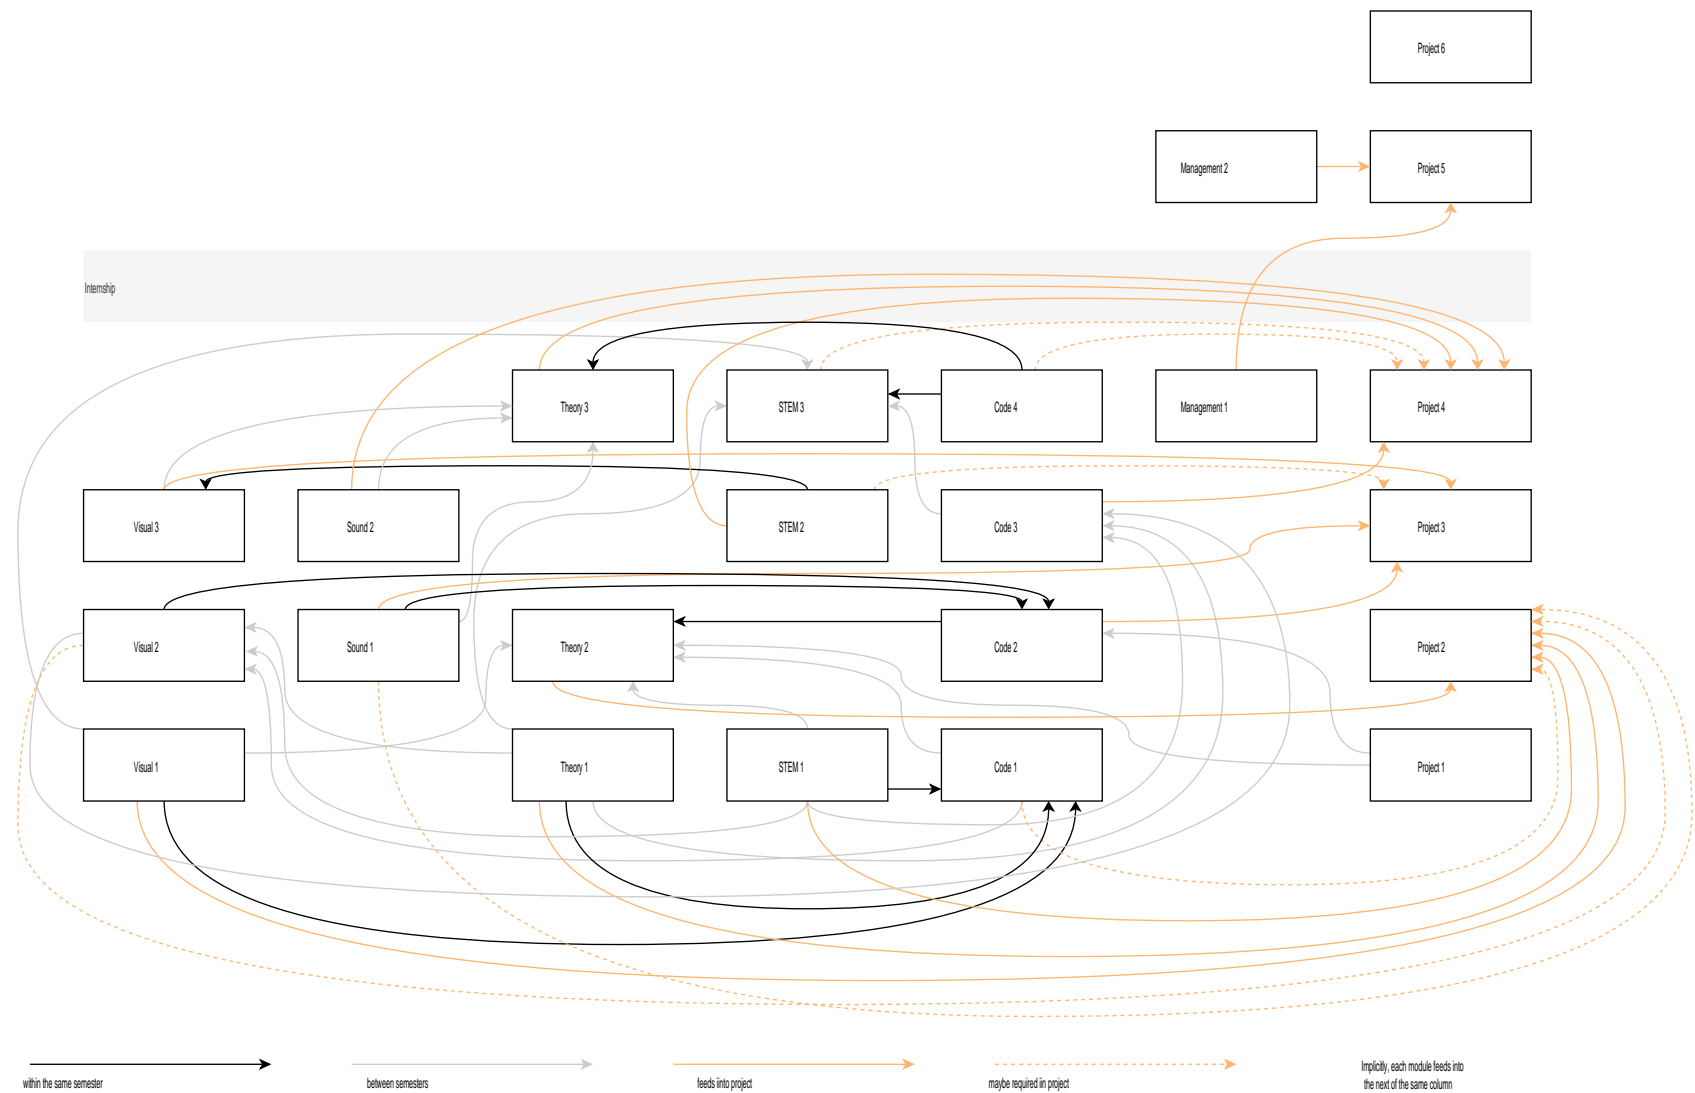 Project 6
Management 2
Project 5
Internship
Theory 3
STEM 3
Code 4
Management 1
Project 4
Visual 3
Sound 2
STEM 2
Code 3
Project 3
Visual 2
Sound 1
Theory 2
Code 2
Project 2
Visual 1
Theory 1
STEM 1
Code 1
Project 1
within the same semester
between semesters
feeds iinto project
maybe required iin project
Implicitly, each module feeds into
the next of the same column